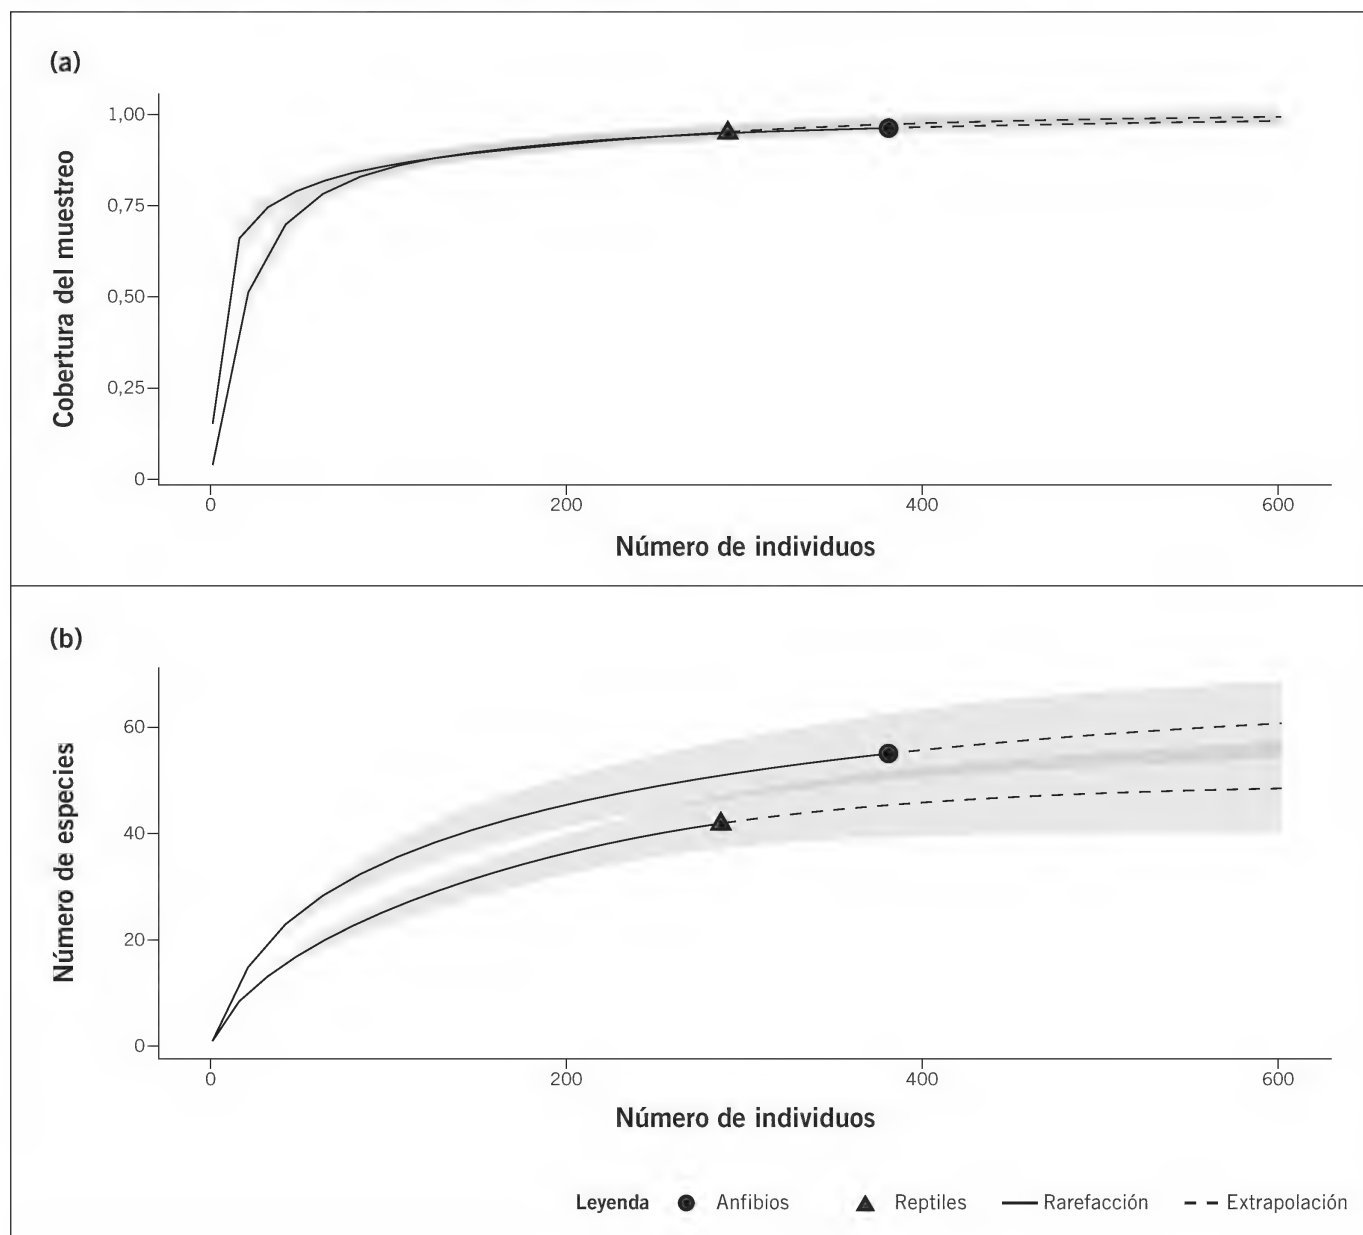 (a)
Cobertura del muestreo
1,00
0,75
0,50
0,25
0
0 200 400 600
Número de individuos
(b)
Número de especies
60
40
20
0
0 200 400 600
Número de individuos
Leyenda Anfibios Reptiles Rarefacción Extrapolación